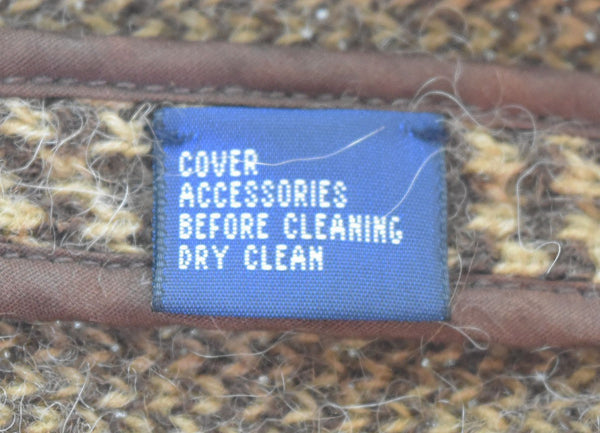 COVER
ACCESSORIES
BEFORE CLEANING
DRY CLEAN